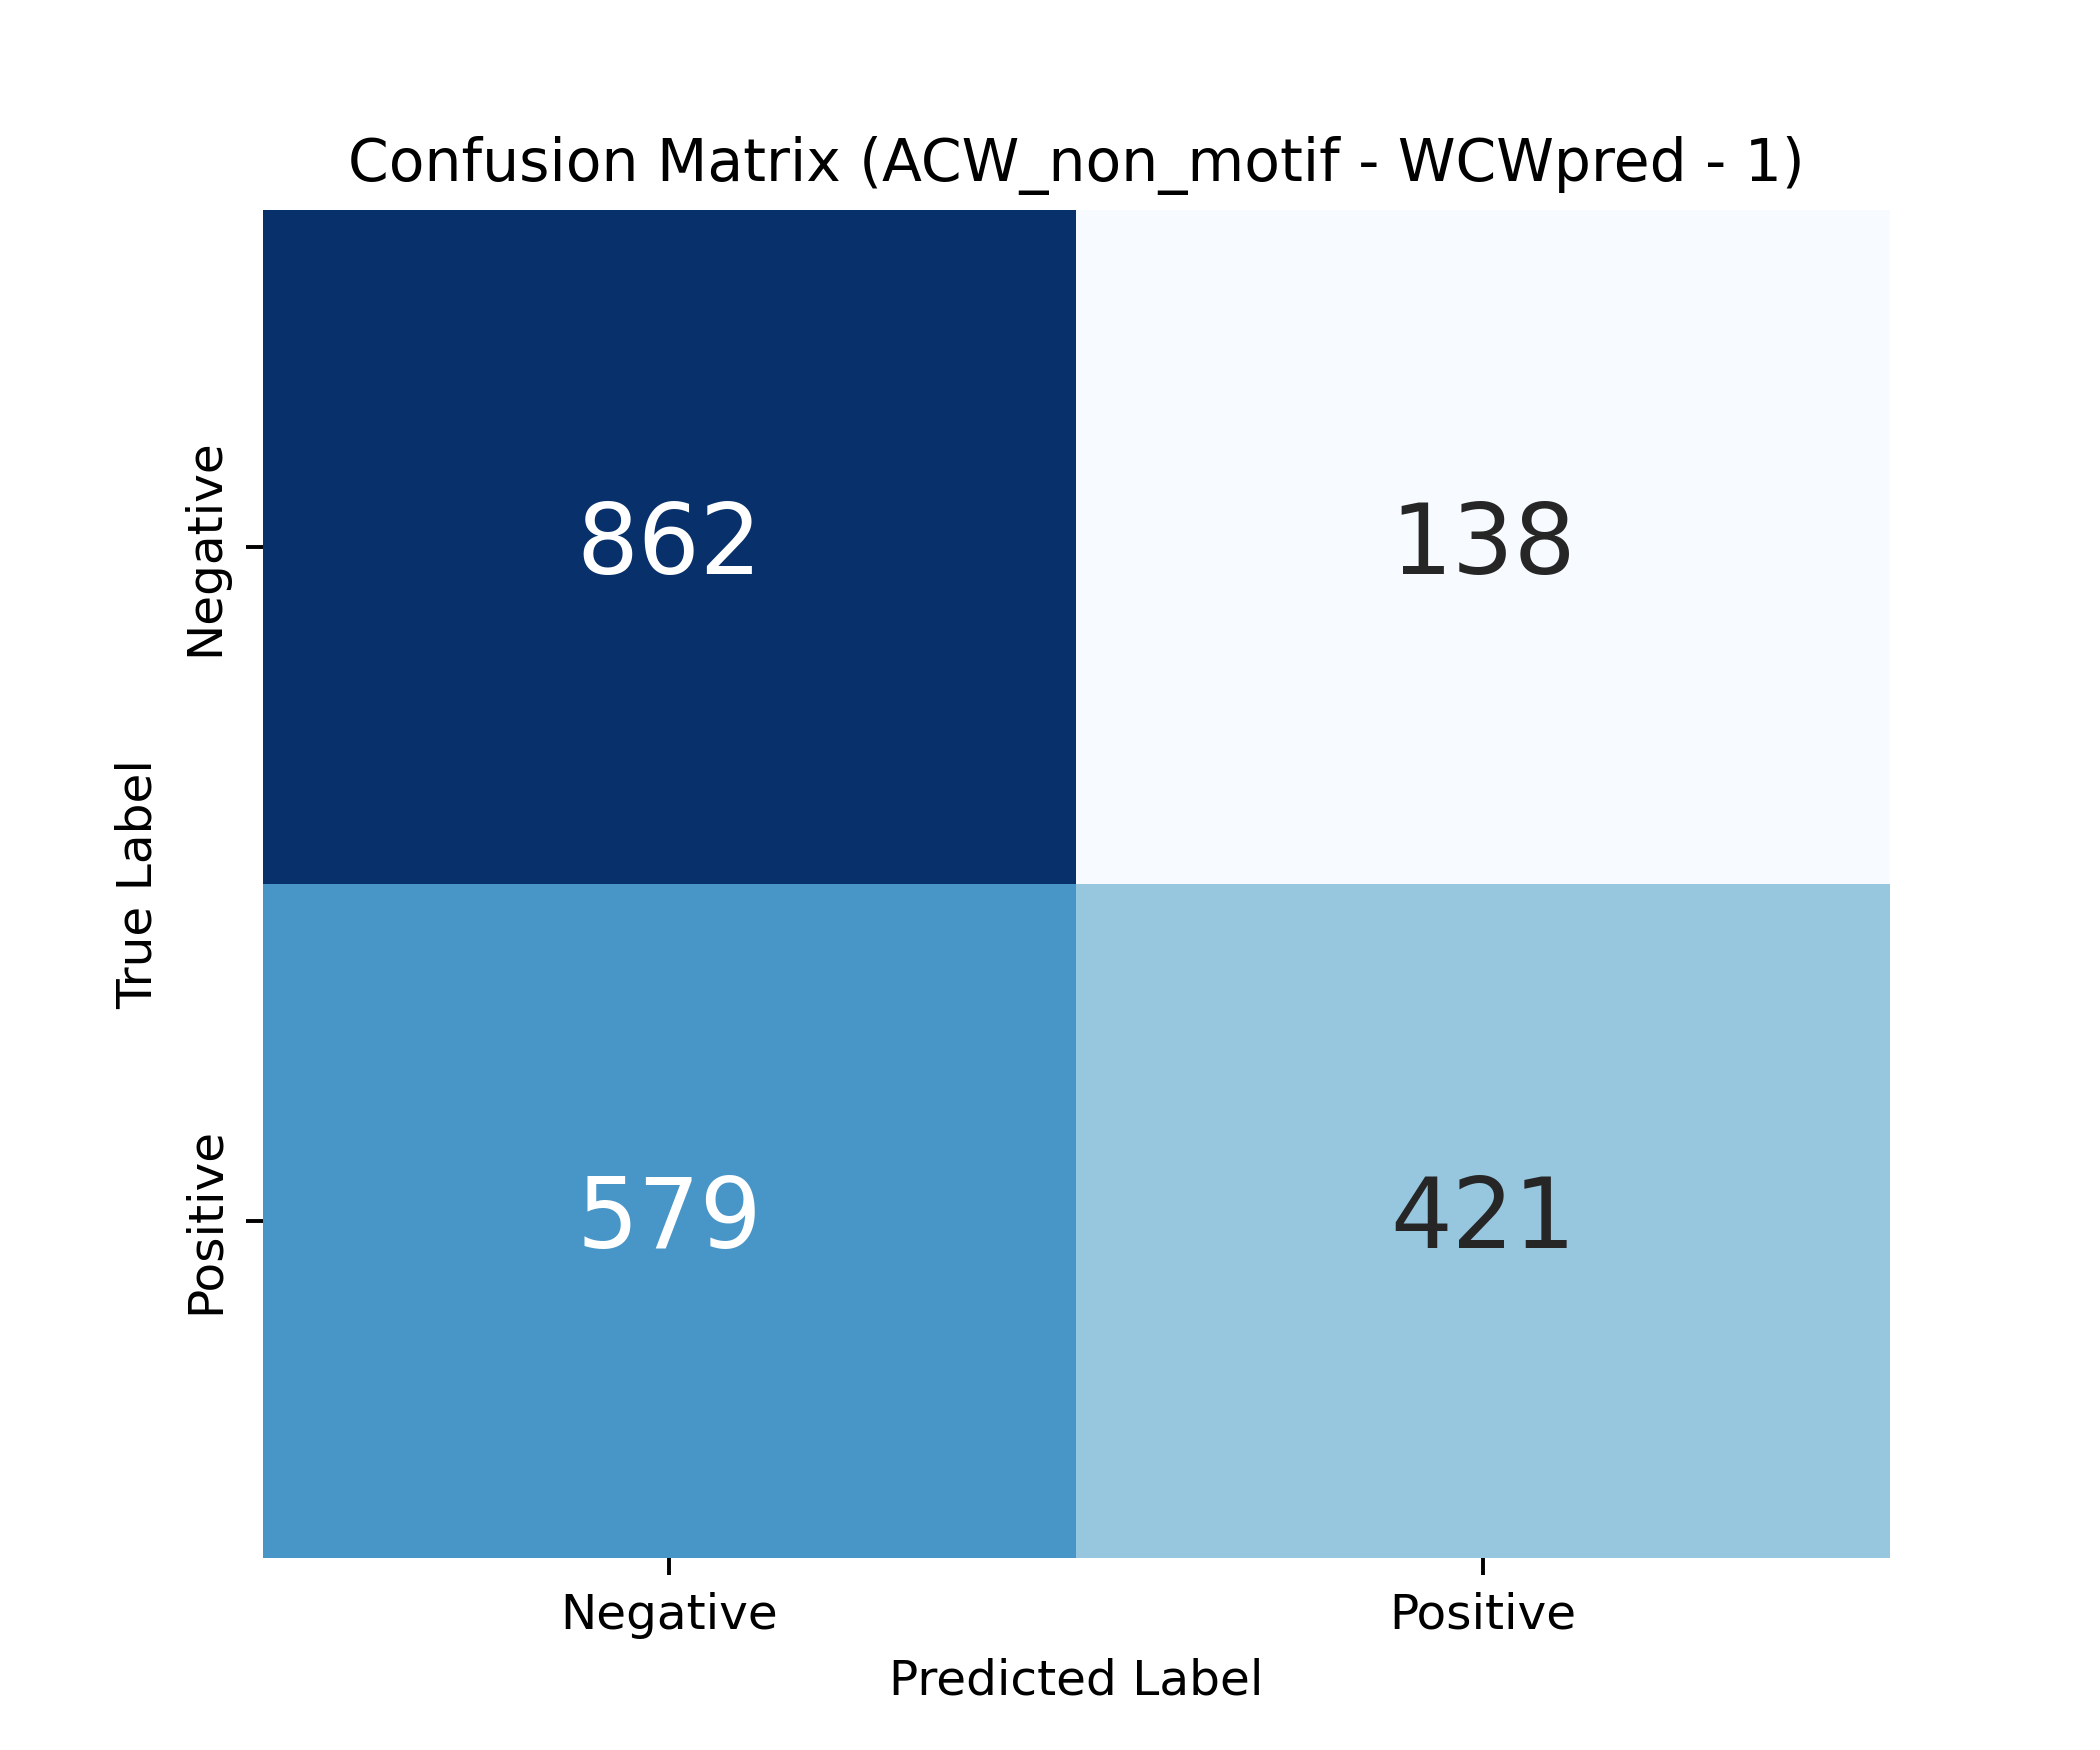 Confusion Matrix (ACW_non_motif - WCWpred - 1)
True Label
Negative
862 138
Positive
579 421
Negative Positive
Predicted Label